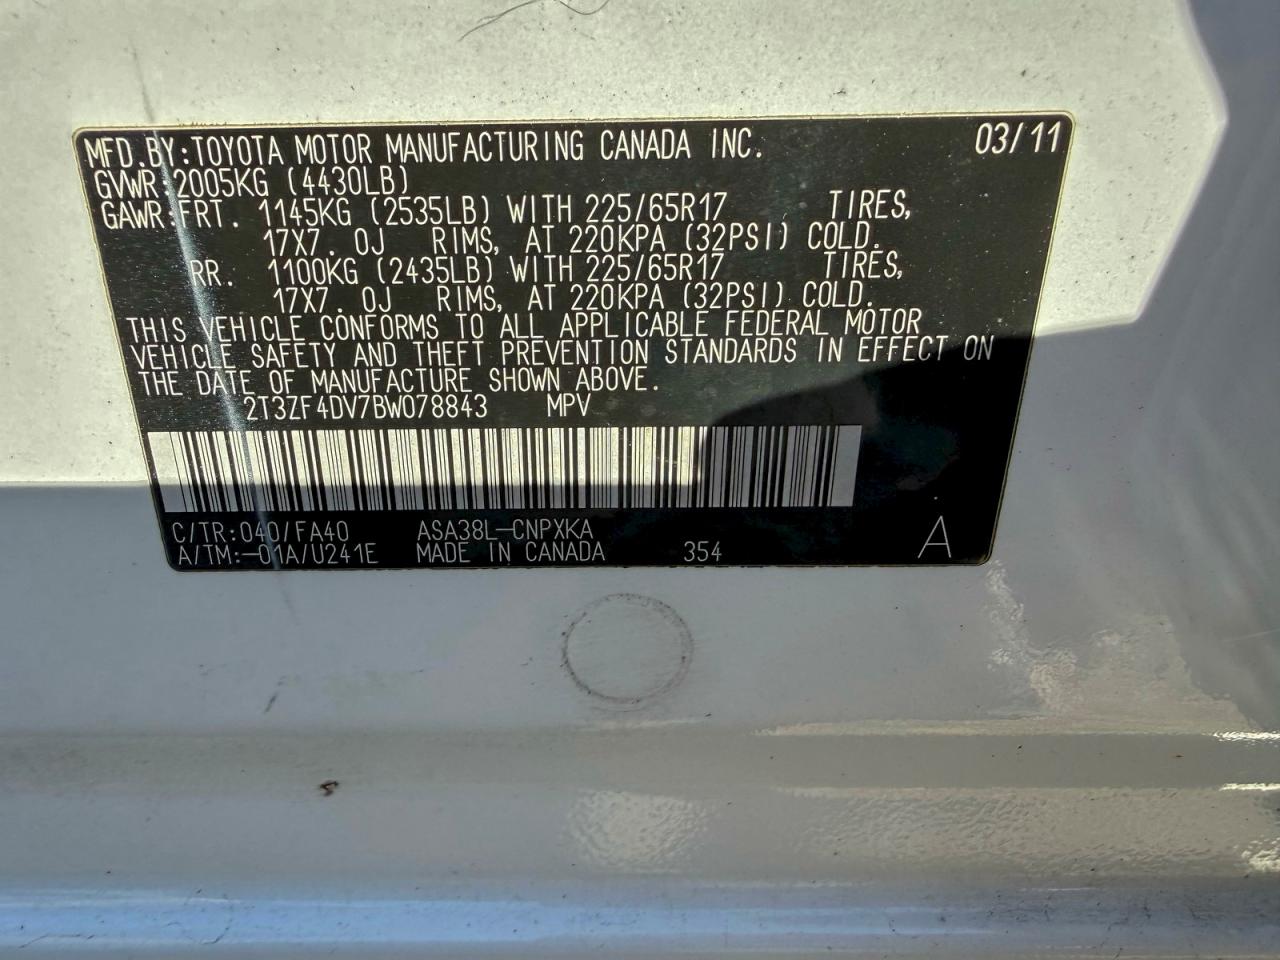 MFD.BY:TOYOTA MOTOR MANUFACTURING CANADA INC. 03/11
GVWR:2005KG (4430LB)
GAWR:FRT. 1145KG (2535LB) WITH 225/65R17 TIRES,
17X7.0J RIMS, AT 220KPA (32PSI) COLD.
RR. 1100KG (2435LB) WITH 225/65R17 TIRES,
17X7.0J RIMS, AT 220KPA (32PSI) COLD.
THIS VEHICLE CONFORMS TO ALL APPLICABLE FEDERAL MOTOR
VEHICLE SAFETY AND THEFT PREVENTION STANDARDS IN EFFECT ON
THE DATE OF MANUFACTURE SHOWN ABOVE.
2T3ZF4DV7BW078843 MPV
C/TR:040/FA40 ASA38L-CNPXKA
A/TM:-01A/U241E MADE IN CANADA 354 A